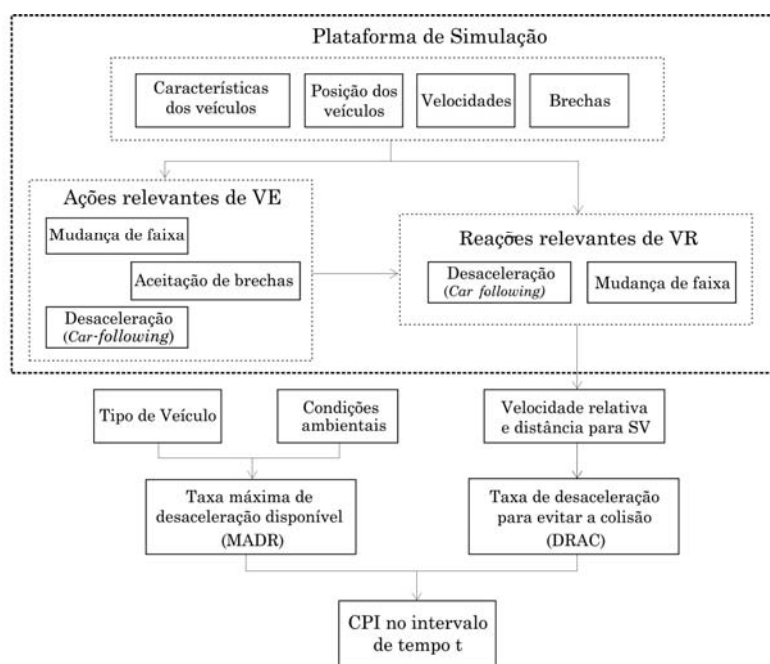 Plataforma de Simulação
Características
dos veículos
Posição dos
veículos
Velocidades
Brechas
Ações relevantes de VE
Mudança de faixa
Aceitação de brechas
Desaceleração
(Car-following)
Reações relevantes de VR
Desaceleração
(Car following)
Mudança de faixa
Tipo de Veículo
Condições
ambientais
Velocidade relativa
e distância para SV
Taxa máxima de
desaceleração disponível
(MADR)
Taxa de desaceleração
para evitar a colisão
(DRAC)
CPI no intervalo
de tempo t